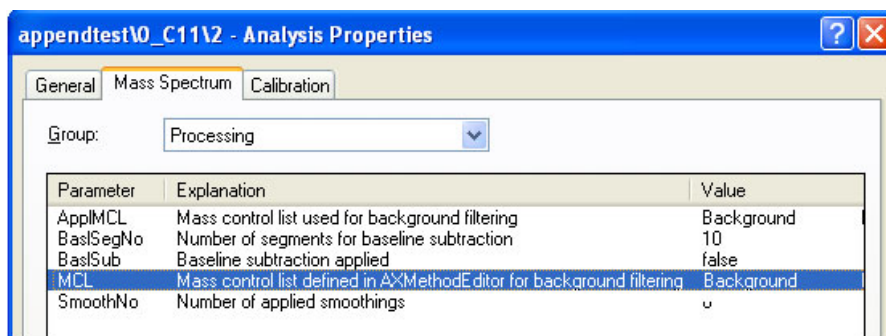 appendtest\0_C11\2 - Analysis Properties
General Mass Spectrum Calibration
Group: Processing
Parameter Explanation Value
ApplMCL Mass control list used for background filtering Background
BaslSegNo Number of segments for baseline subtraction 10
BaslSub Baseline subtraction applied false
MCL Mass control list defined in AXMethodEditor for background filtering Background
SmoothNo Number of applied smoothings